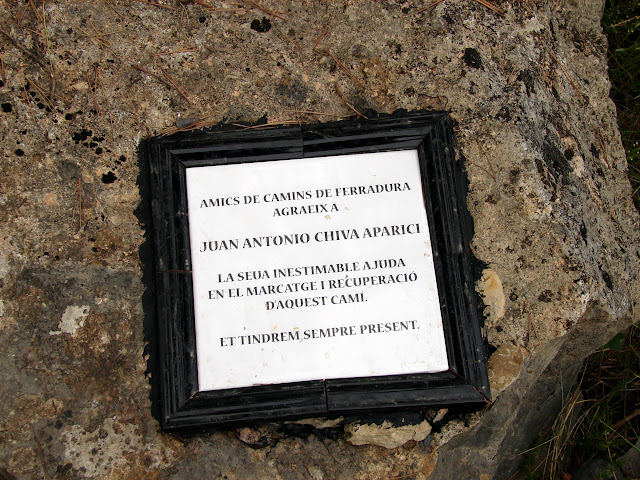 AMICS DE CAMINS DE FERRADURA
AGRAEIX A
JUAN ANTONIO CHIVA APARICI
LA SEUA INESTIMABLE AJUDA
EN EL MARCATGE I RECUPERACIÓ
D'AQUEST CAMÍ.
ET TINDREM SEMPRE PRESENT.